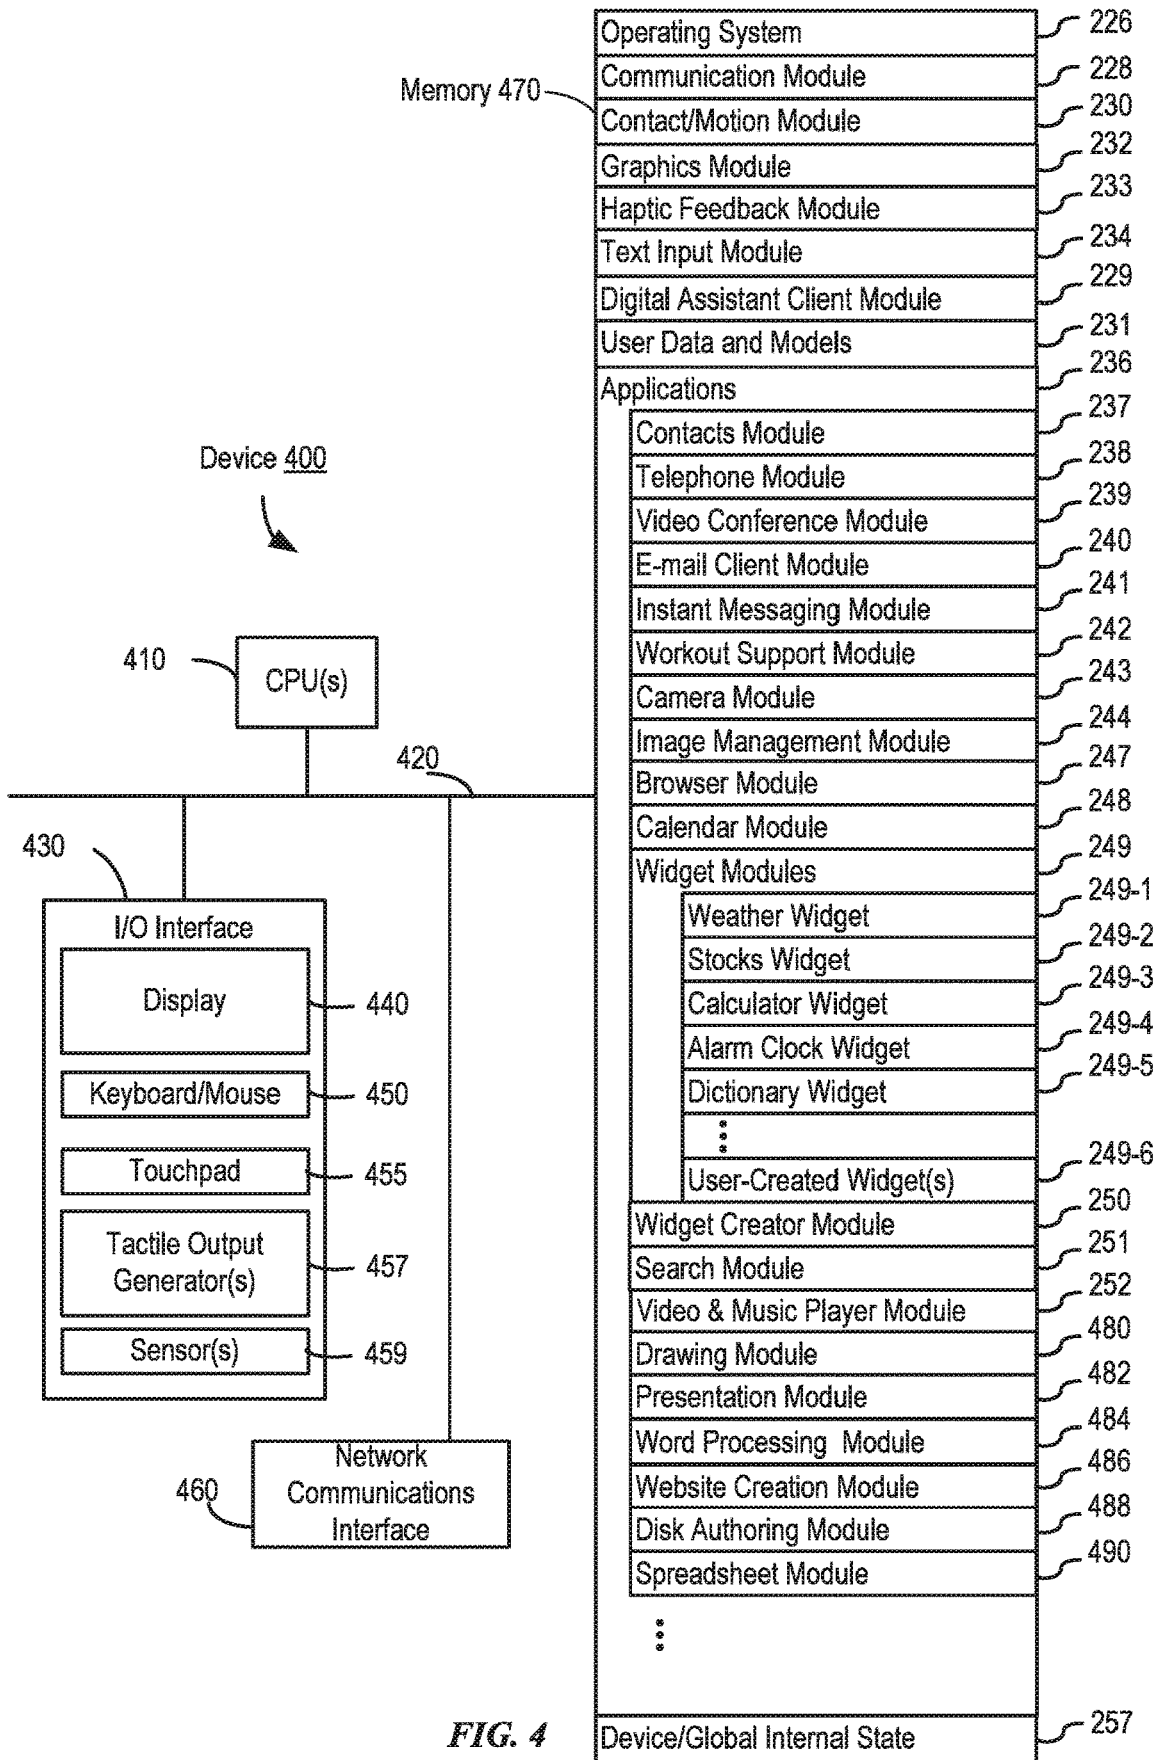 Operating System 226
Communication Module 228
Memory 470
Contact/Motion Module 230
Graphics Module 232
Haptic Feedback Module 233
Text Input Module 234
Digital Assistant Client Module 229
User Data and Models 231
Applications 236
Contacts Module 237
Telephone Module 238
Video Conference Module 239
E-mail Client Module 240
Instant Messaging Module 241
Workout Support Module 242
Camera Module 243
Image Management Module 244
Browser Module 247
Calendar Module 248
Widget Modules 249
Weather Widget 249-1
Stocks Widget 249-2
Calculator Widget 249-3
Alarm Clock Widget 249-4
Dictionary Widget 249-5
User-Created Widget(s) 249-6
Widget Creator Module 250
Search Module 251
Video & Music Player Module 252
Drawing Module 480
Presentation Module 482
Word Processing Module 484
Website Creation Module 486
Disk Authoring Module 488
Spreadsheet Module 490
Device/Global Internal State 257
Device 400
410
CPU(s)
420
430
I/O Interface
Display 440
Keyboard/Mouse 450
Touchpad 455
Tactile Output
Generator(s) 457
Sensor(s) 459
460
Network
Communications
Interface
FIG. 4